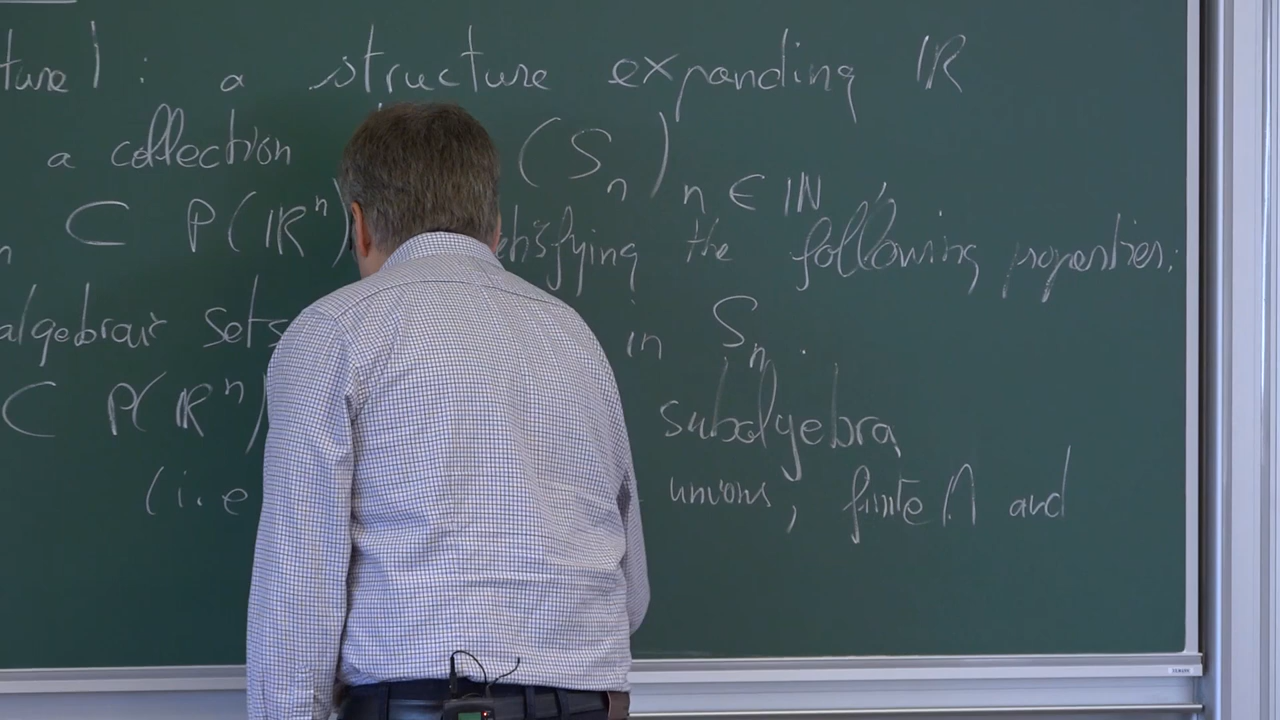 ture) : a structure expanding ℝ
a collection (Sₙ)ₙ∈ℕ
n ⊂ P(ℝⁿ) satisfying the following properties:
algebraic sets in Sₙ.
⊂ P(ℝⁿ) subalgebra
(i.e unions, finite ∩ and